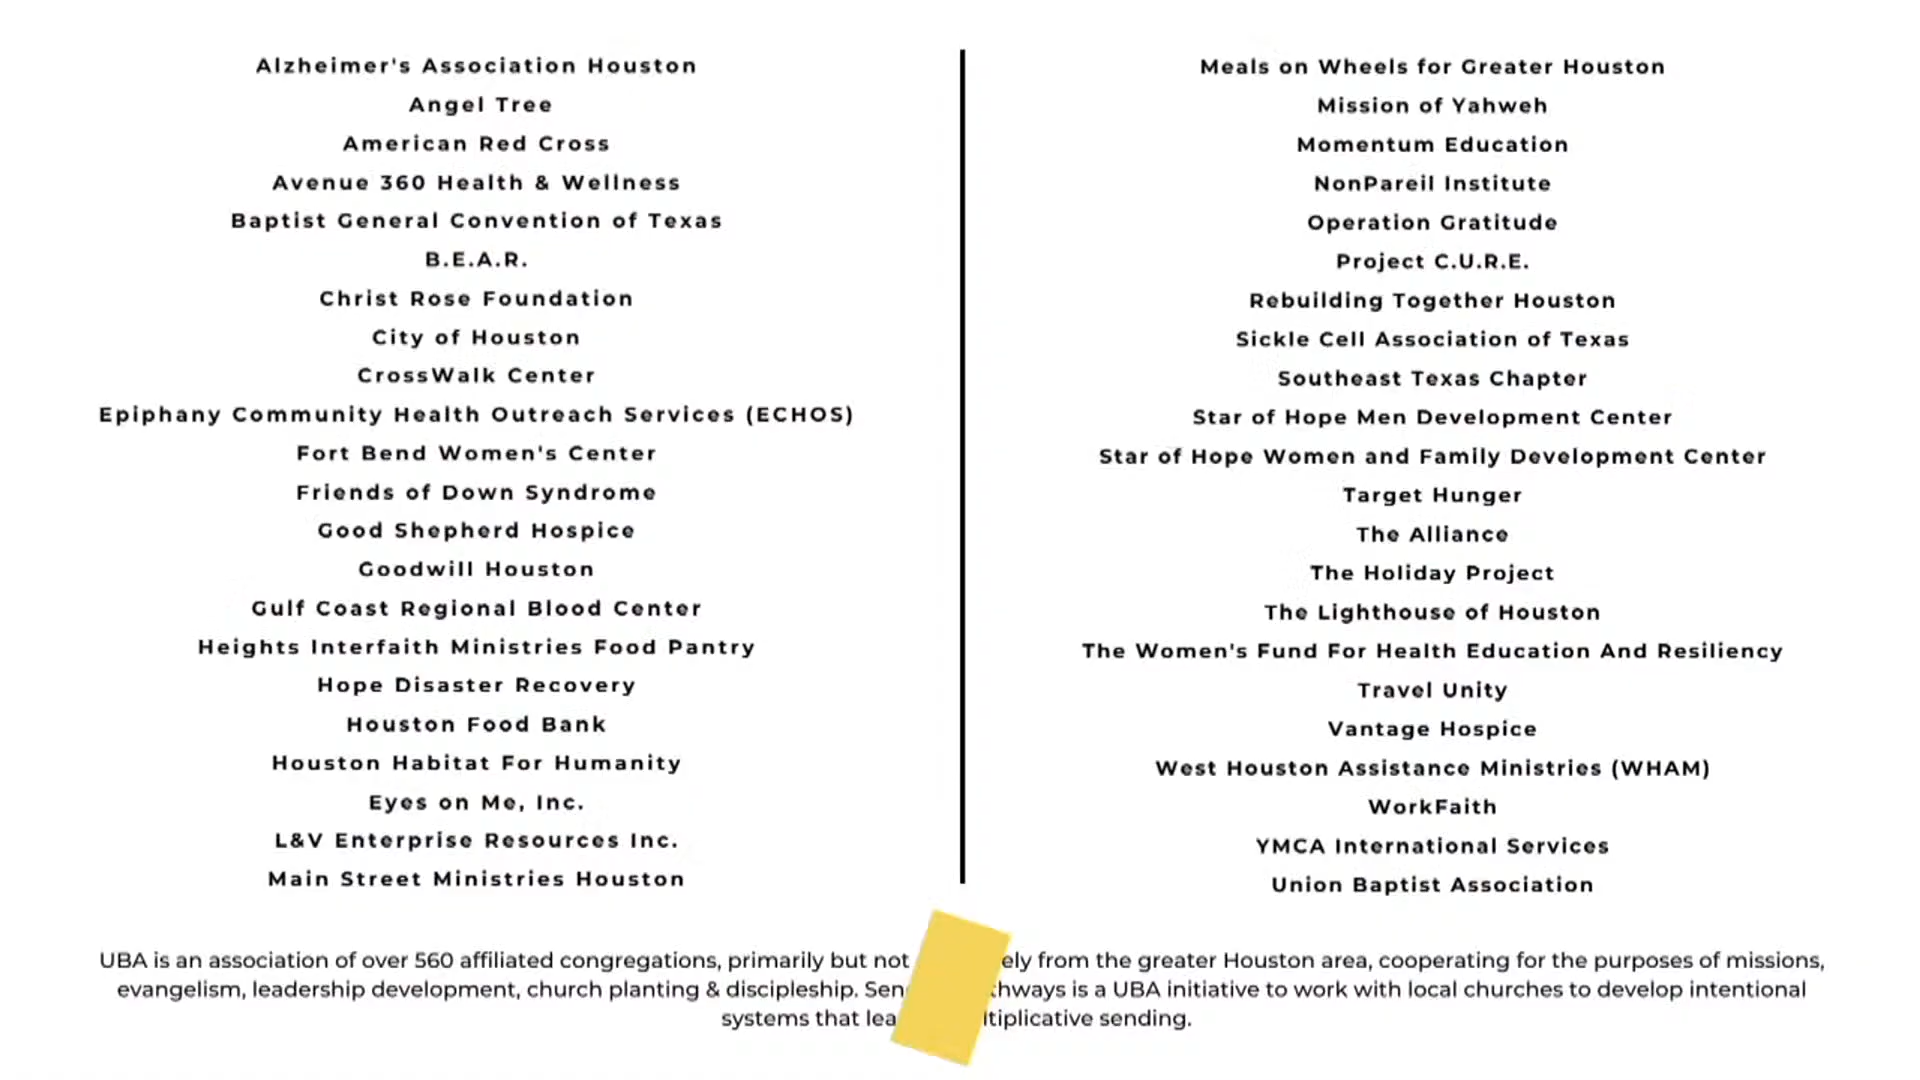 Alzheimer's Association Houston
Angel Tree
American Red Cross
Avenue 360 Health & Wellness
Baptist General Convention of Texas
B.E.A.R.
Christ Rose Foundation
City of Houston
CrossWalk Center
Epiphany Community Health Outreach Services (ECHOS)
Fort Bend Women's Center
Friends of Down Syndrome
Good Shepherd Hospice
Goodwill Houston
Gulf Coast Regional Blood Center
Heights Interfaith Ministries Food Pantry
Hope Disaster Recovery
Houston Food Bank
Houston Habitat For Humanity
Eyes on Me, Inc.
L&V Enterprise Resources Inc.
Main Street Ministries Houston
Meals on Wheels for Greater Houston
Mission of Yahweh
Momentum Education
NonPareil Institute
Operation Gratitude
Project C.U.R.E.
Rebuilding Together Houston
Sickle Cell Association of Texas
Southeast Texas Chapter
Star of Hope Men Development Center
Star of Hope Women and Family Development Center
Target Hunger
The Alliance
The Holiday Project
The Lighthouse of Houston
The Women's Fund For Health Education And Resiliency
Travel Unity
Vantage Hospice
West Houston Assistance Ministries (WHAM)
WorkFaith
YMCA International Services
Union Baptist Association
UBA is an association of over 560 affiliated congregations, primarily but not ely from the greater Houston area, cooperating for the purposes of missions,
evangelism, leadership development, church planting & discipleship. Sen hways is a UBA initiative to work with local churches to develop intentional
systems that lea ltiplicative sending.